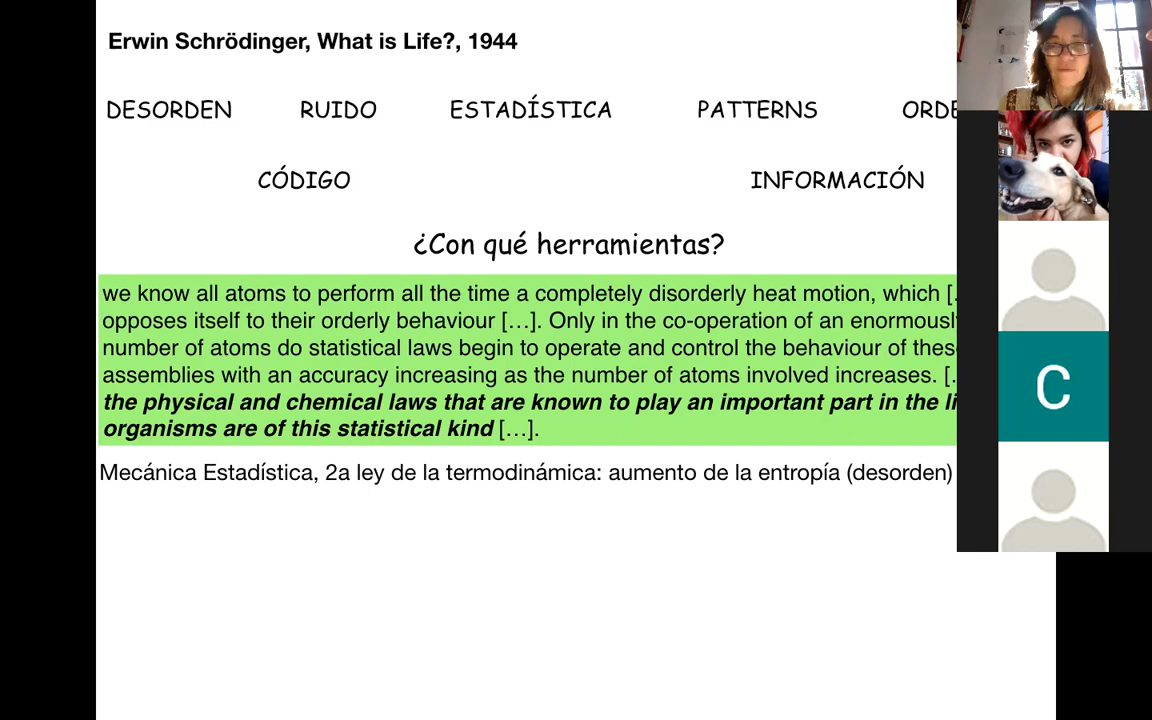 Erwin Schrödinger, What is Life?, 1944
DESORDEN RUIDO ESTADÍSTICA PATTERNS ORDE
CÓDIGO INFORMACIÓN
¿Con qué herramientas?
we know all atoms to perform all the time a completely disorderly heat motion, which [
opposes itself to their orderly behaviour […]. Only in the co-operation of an enormousl
number of atoms do statistical laws begin to operate and control the behaviour of thes
assemblies with an accuracy increasing as the number of atoms involved increases. [
the physical and chemical laws that are known to play an important part in the li
organisms are of this statistical kind […].
Mecánica Estadística, 2a ley de la termodinámica: aumento de la entropía (desorden)
C